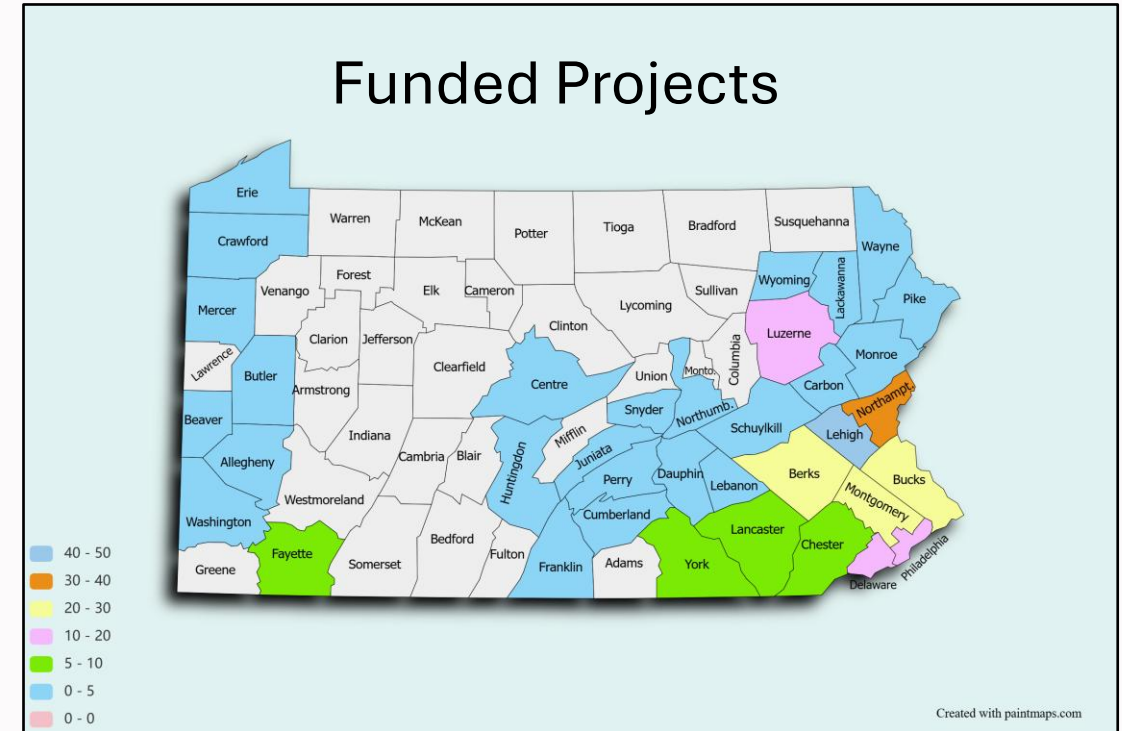 Funded Projects
Erie
Warren
McKean
Potter
Tioga
Bradford
Susquehanna
Wayne
Crawford
Forest
Venango
Elk
Cameron
Sullivan
Wyoming
Lackawanna
Pike
Mercer
Lycoming
Clinton
Luzerne
Clarion
Jefferson
Columbia
Monroe
Lawrence
Butler
Clearfield
Centre
Union
Monto.
Carbon
Armstrong
Northampt.
Beaver
Snyder
Northumb.
Schuylkill
Lehigh
Indiana
Mifflin
Juniata
Allegheny
Cambria
Blair
Huntingdon
Perry
Dauphin
Lebanon
Berks
Bucks
Montgomery
Westmoreland
Washington
Cumberland
Lancaster
Chester
Philadelphia
Fayette
Bedford
Fulton
Greene
Somerset
Franklin
Adams
York
Delaware
40 - 50
30 - 40
20 - 30
10 - 20
5 - 10
0 - 5
0 - 0
Created with paintmaps.com